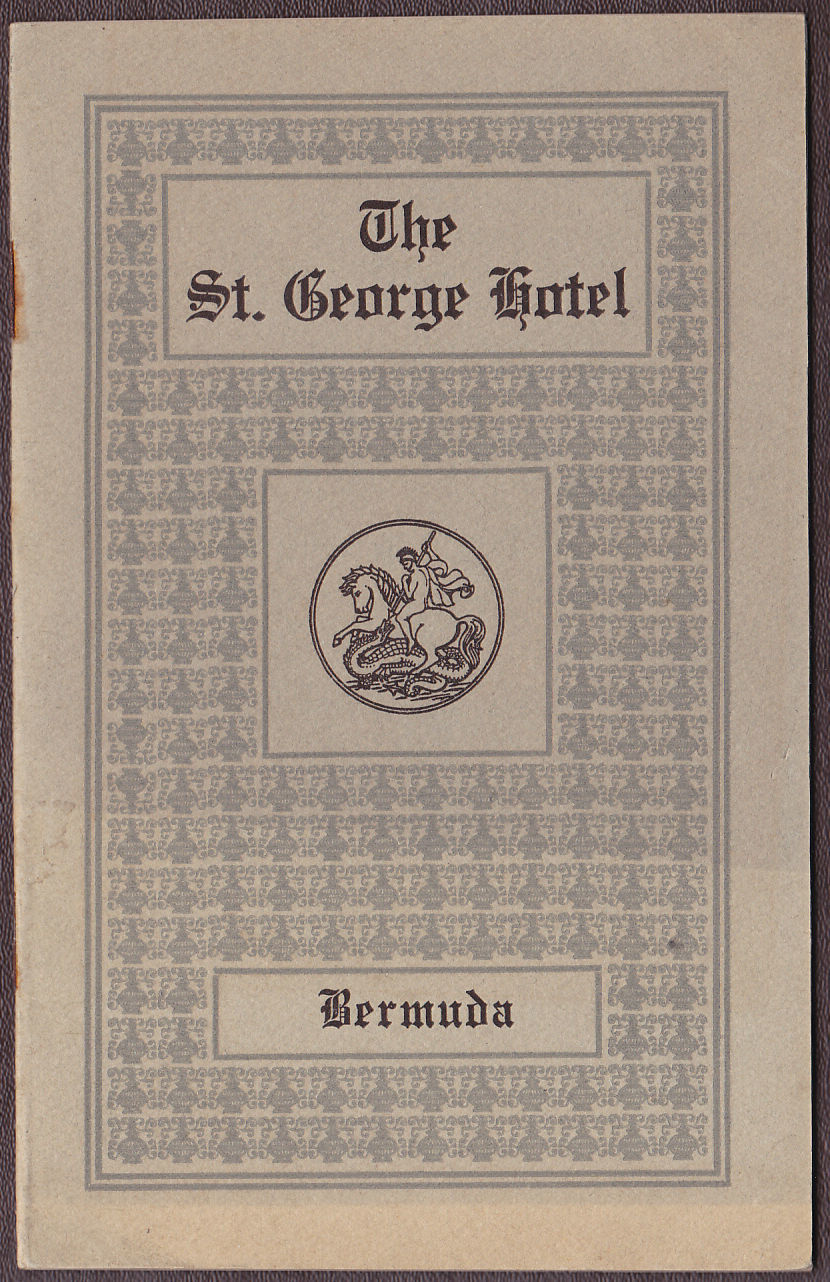 The
St. George Hotel
Bermuda